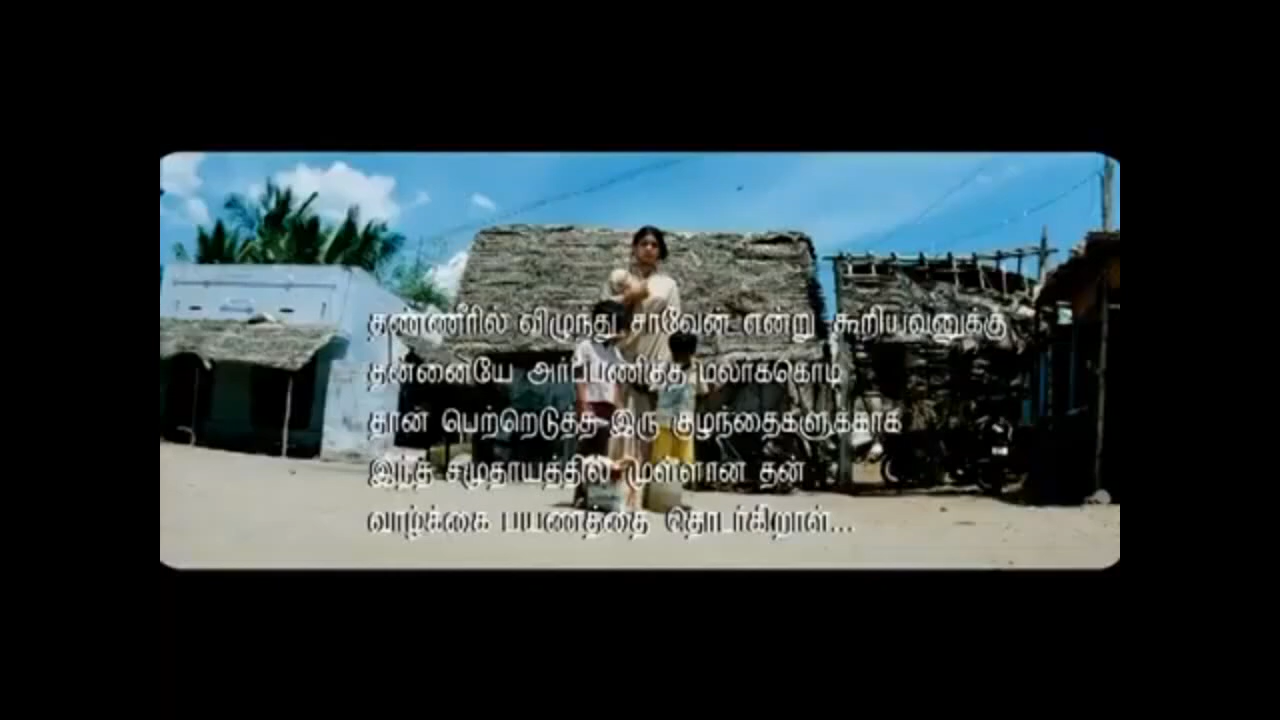 தண்ணீரில் விழுந்து சாவேன் என்று கூறியவனுக்கு
தன்னையே அர்ப்பணித்த மலர்க்கொடி
தான் பெற்றெடுத்த இரு குழந்தைகளுக்காக
இந்த சமுதாயத்தில் முள்ளான தன்
வாழ்க்கை பயணத்தை தொடர்கிறாள்...